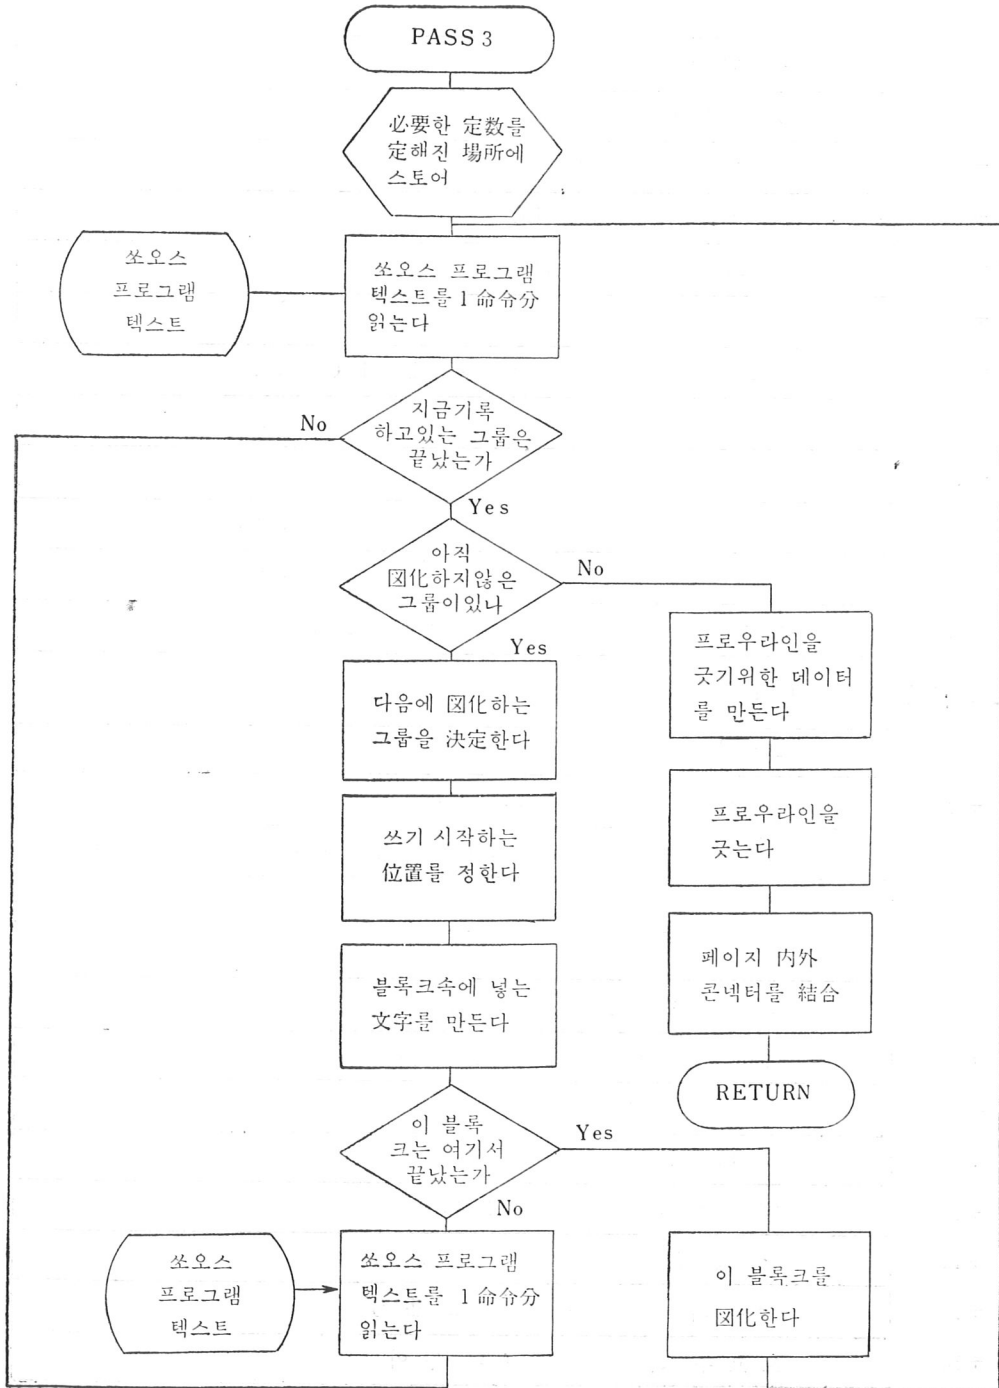 PASS 3
必要한 定数를
定해진 場所에
스토어
쏘오스
프로그램
텍스트
쏘오스 프로그램
텍스트를 1 命令分
읽는다
지금기록
하고있는 그룹은
끝났는가
No
Yes
아직
図化하지않은
그룹이있나
No
Yes
다음에 図化하는
그룹을 決定한다
쓰기 시작하는
位置를 정한다
블록크속에 넣는
文字를 만든다
프로우라인을
긋기위한 데이터
를 만든다
프로우라인을
긋는다
페이지 内外
콘넥터를 結合
RETURN
이 블록
크는 여기서
끝났는가
Yes
No
쏘오스
프로그램
텍스트
쏘오스 프로그램
텍스트를 1 命令分
읽는다
이 블록크를
図化한다